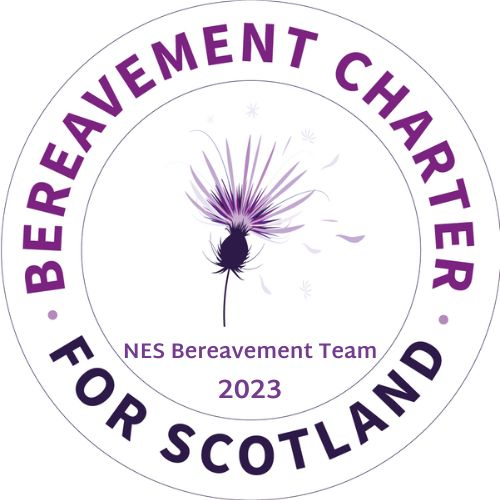 BEREAVEMENT CHARTER
FOR SCOTLAND
NES Bereavement Team
2023